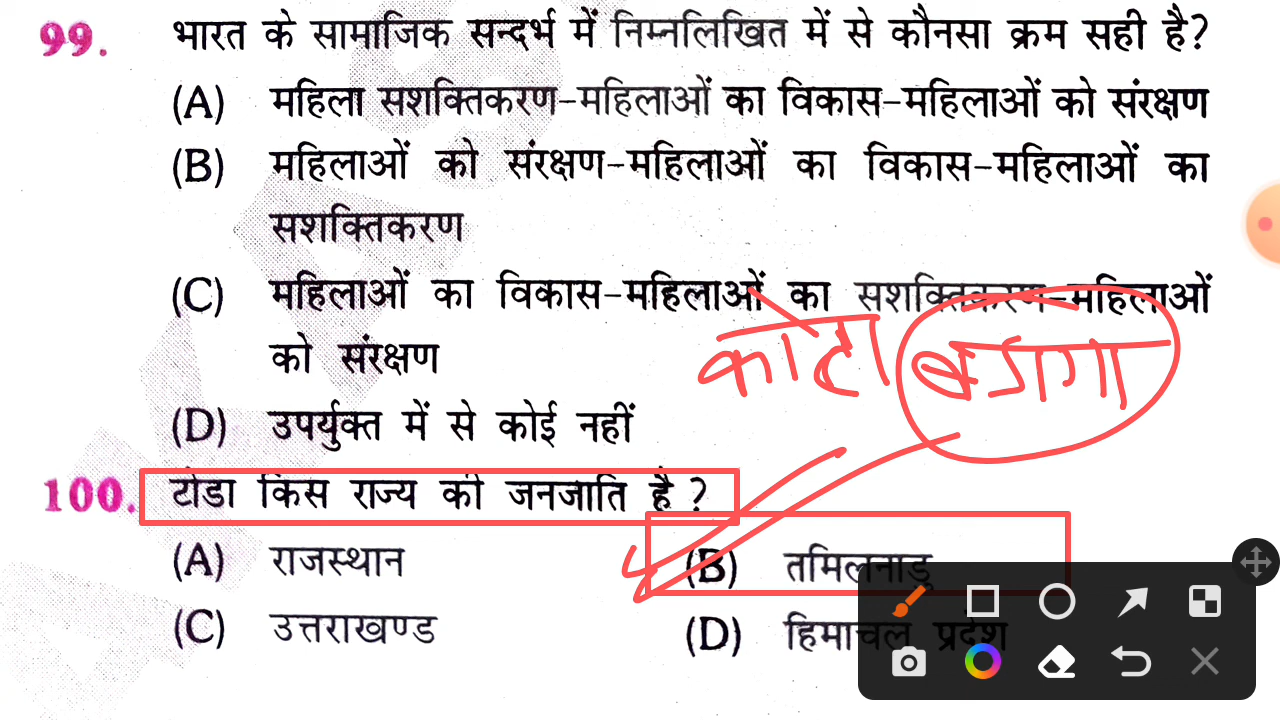 99. भारत के सामाजिक सन्दर्भ में निम्नलिखित में से कौनसा क्रम सही है?
(A) महिला सशक्तिकरण-महिलाओं का विकास-महिलाओं को संरक्षण
(B) महिलाओं को संरक्षण-महिलाओं का विकास-महिलाओं का
सशक्तिकरण
(C) महिलाओं का विकास-महिलाओं का सशक्तिकरण-महिलाओं
को संरक्षण
कोटा बडागा
(D) उपर्युक्त में से कोई नहीं
100. टोडा किस राज्य की जनजाति है ?
(A) राजस्थान (B) तमिलनाडू
(C) उत्तराखण्ड (D) हिमाचल प्रदेश